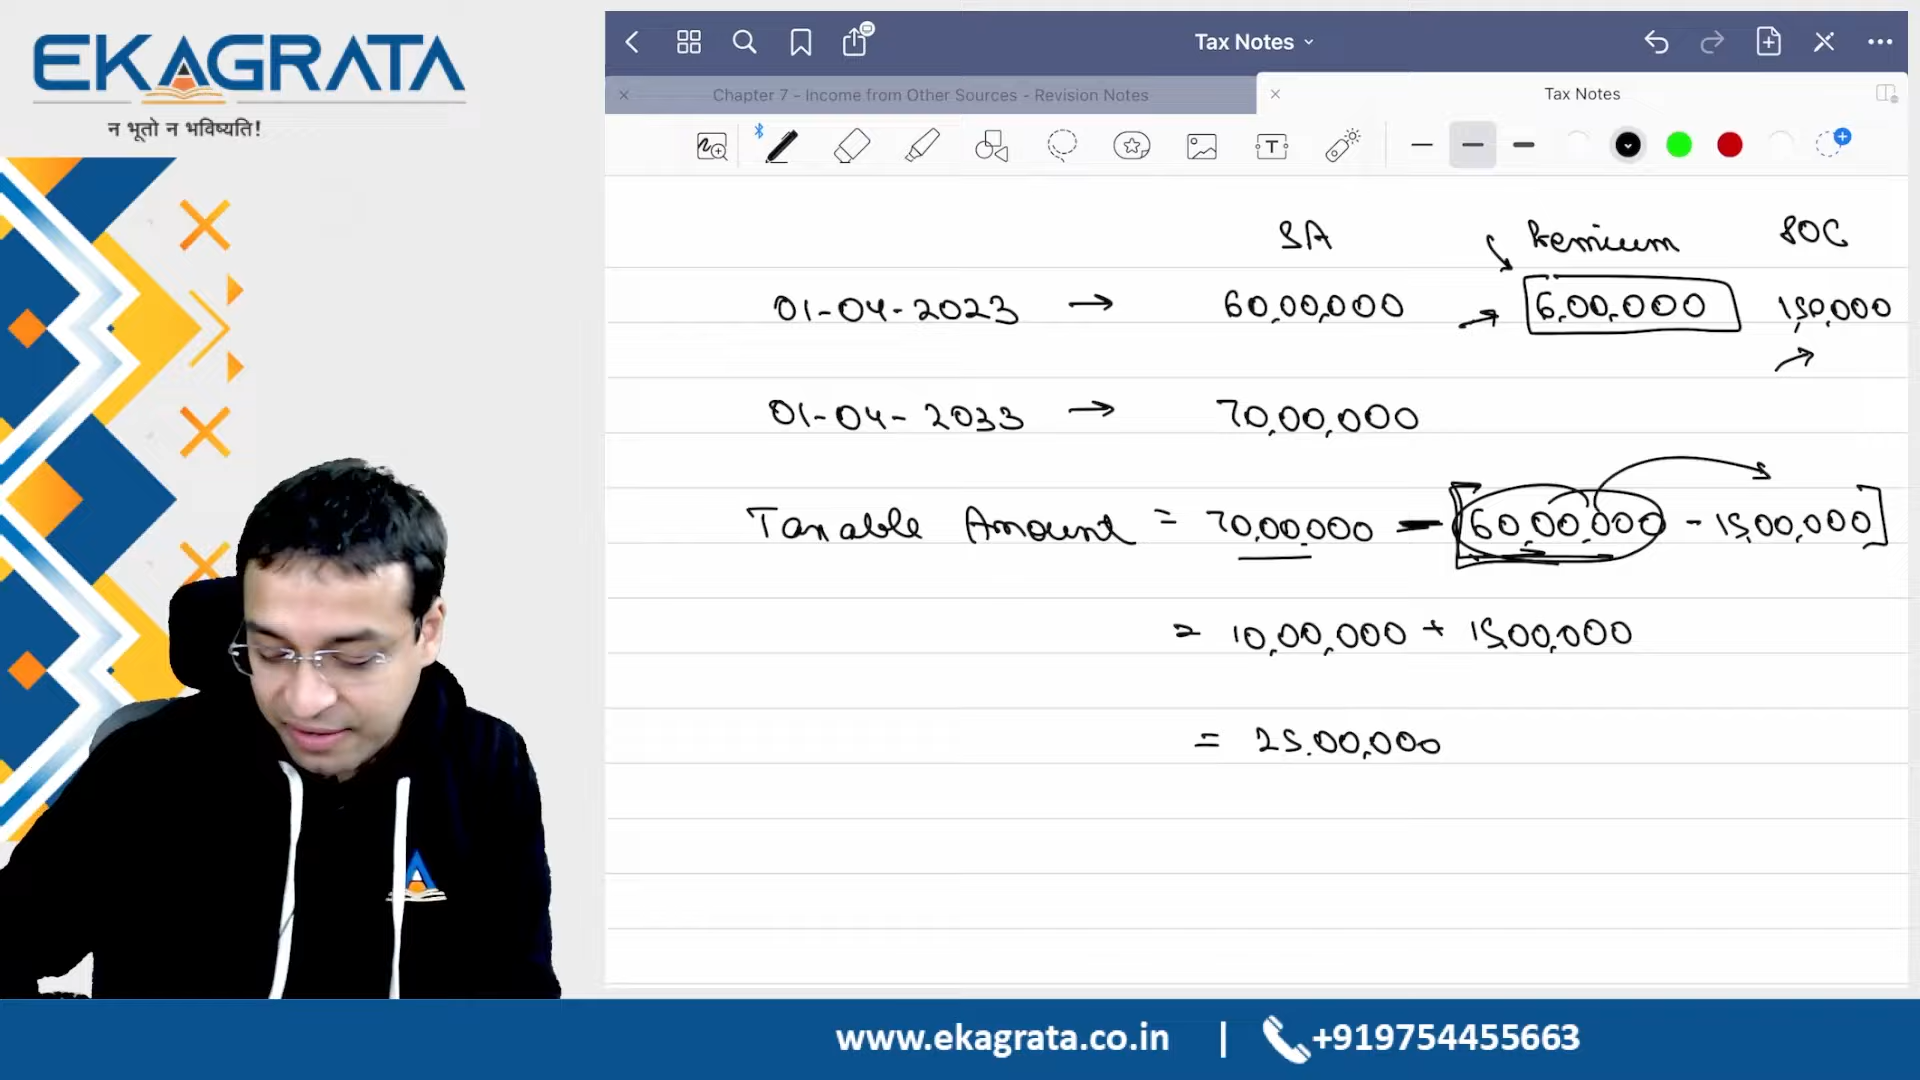 EKAGRATA
न भूतो न भविष्यति!
Tax Notes
Chapter 7 - Income from Other Sources - Revision Notes
Tax Notes
T
SA Premium 80C
01-04-2023 → 60,00,000 → 6,00,000 1,50,000
01-04-2033 → 70,00,000
Taxable Amount = 70,00,000 - [60,00,000 - 15,00,000]
= 10,00,000 + 15,00,000
= 25,00,000
www.ekagrata.co.in | +919754455663